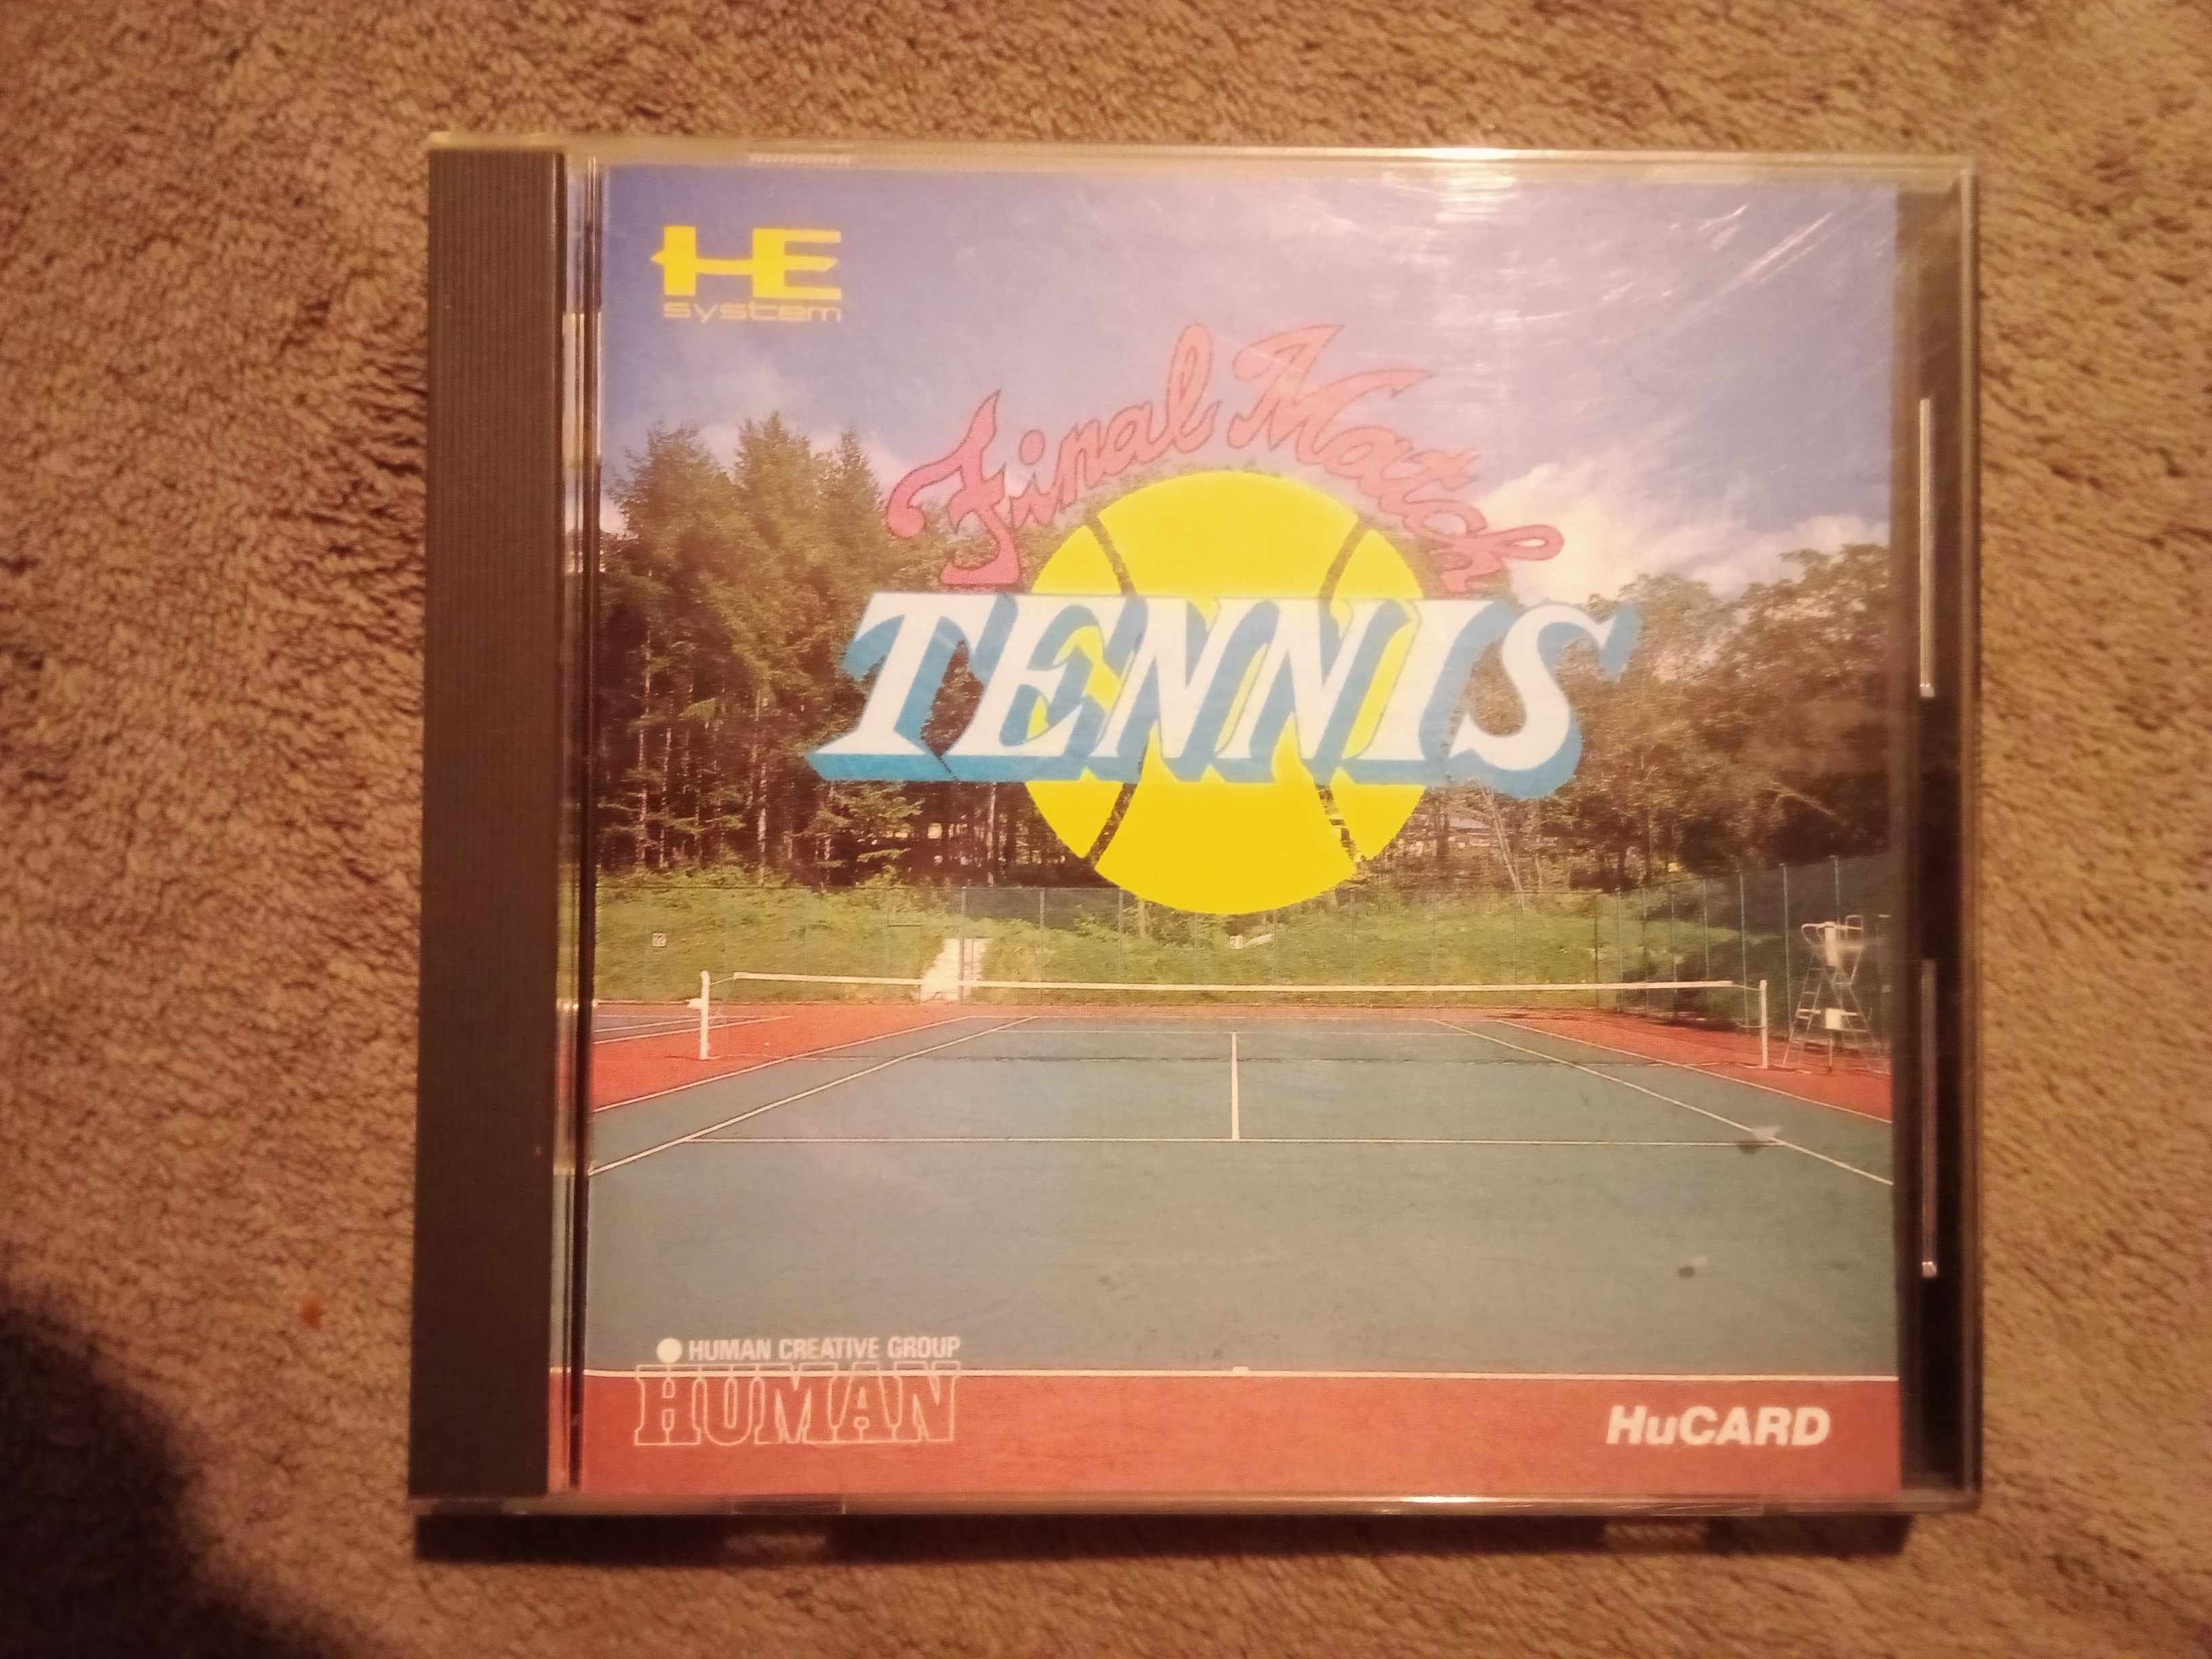 HE
system
Final Match
TENNIS
HUMAN CREATIVE GROUP
HUMAN
HuCARD